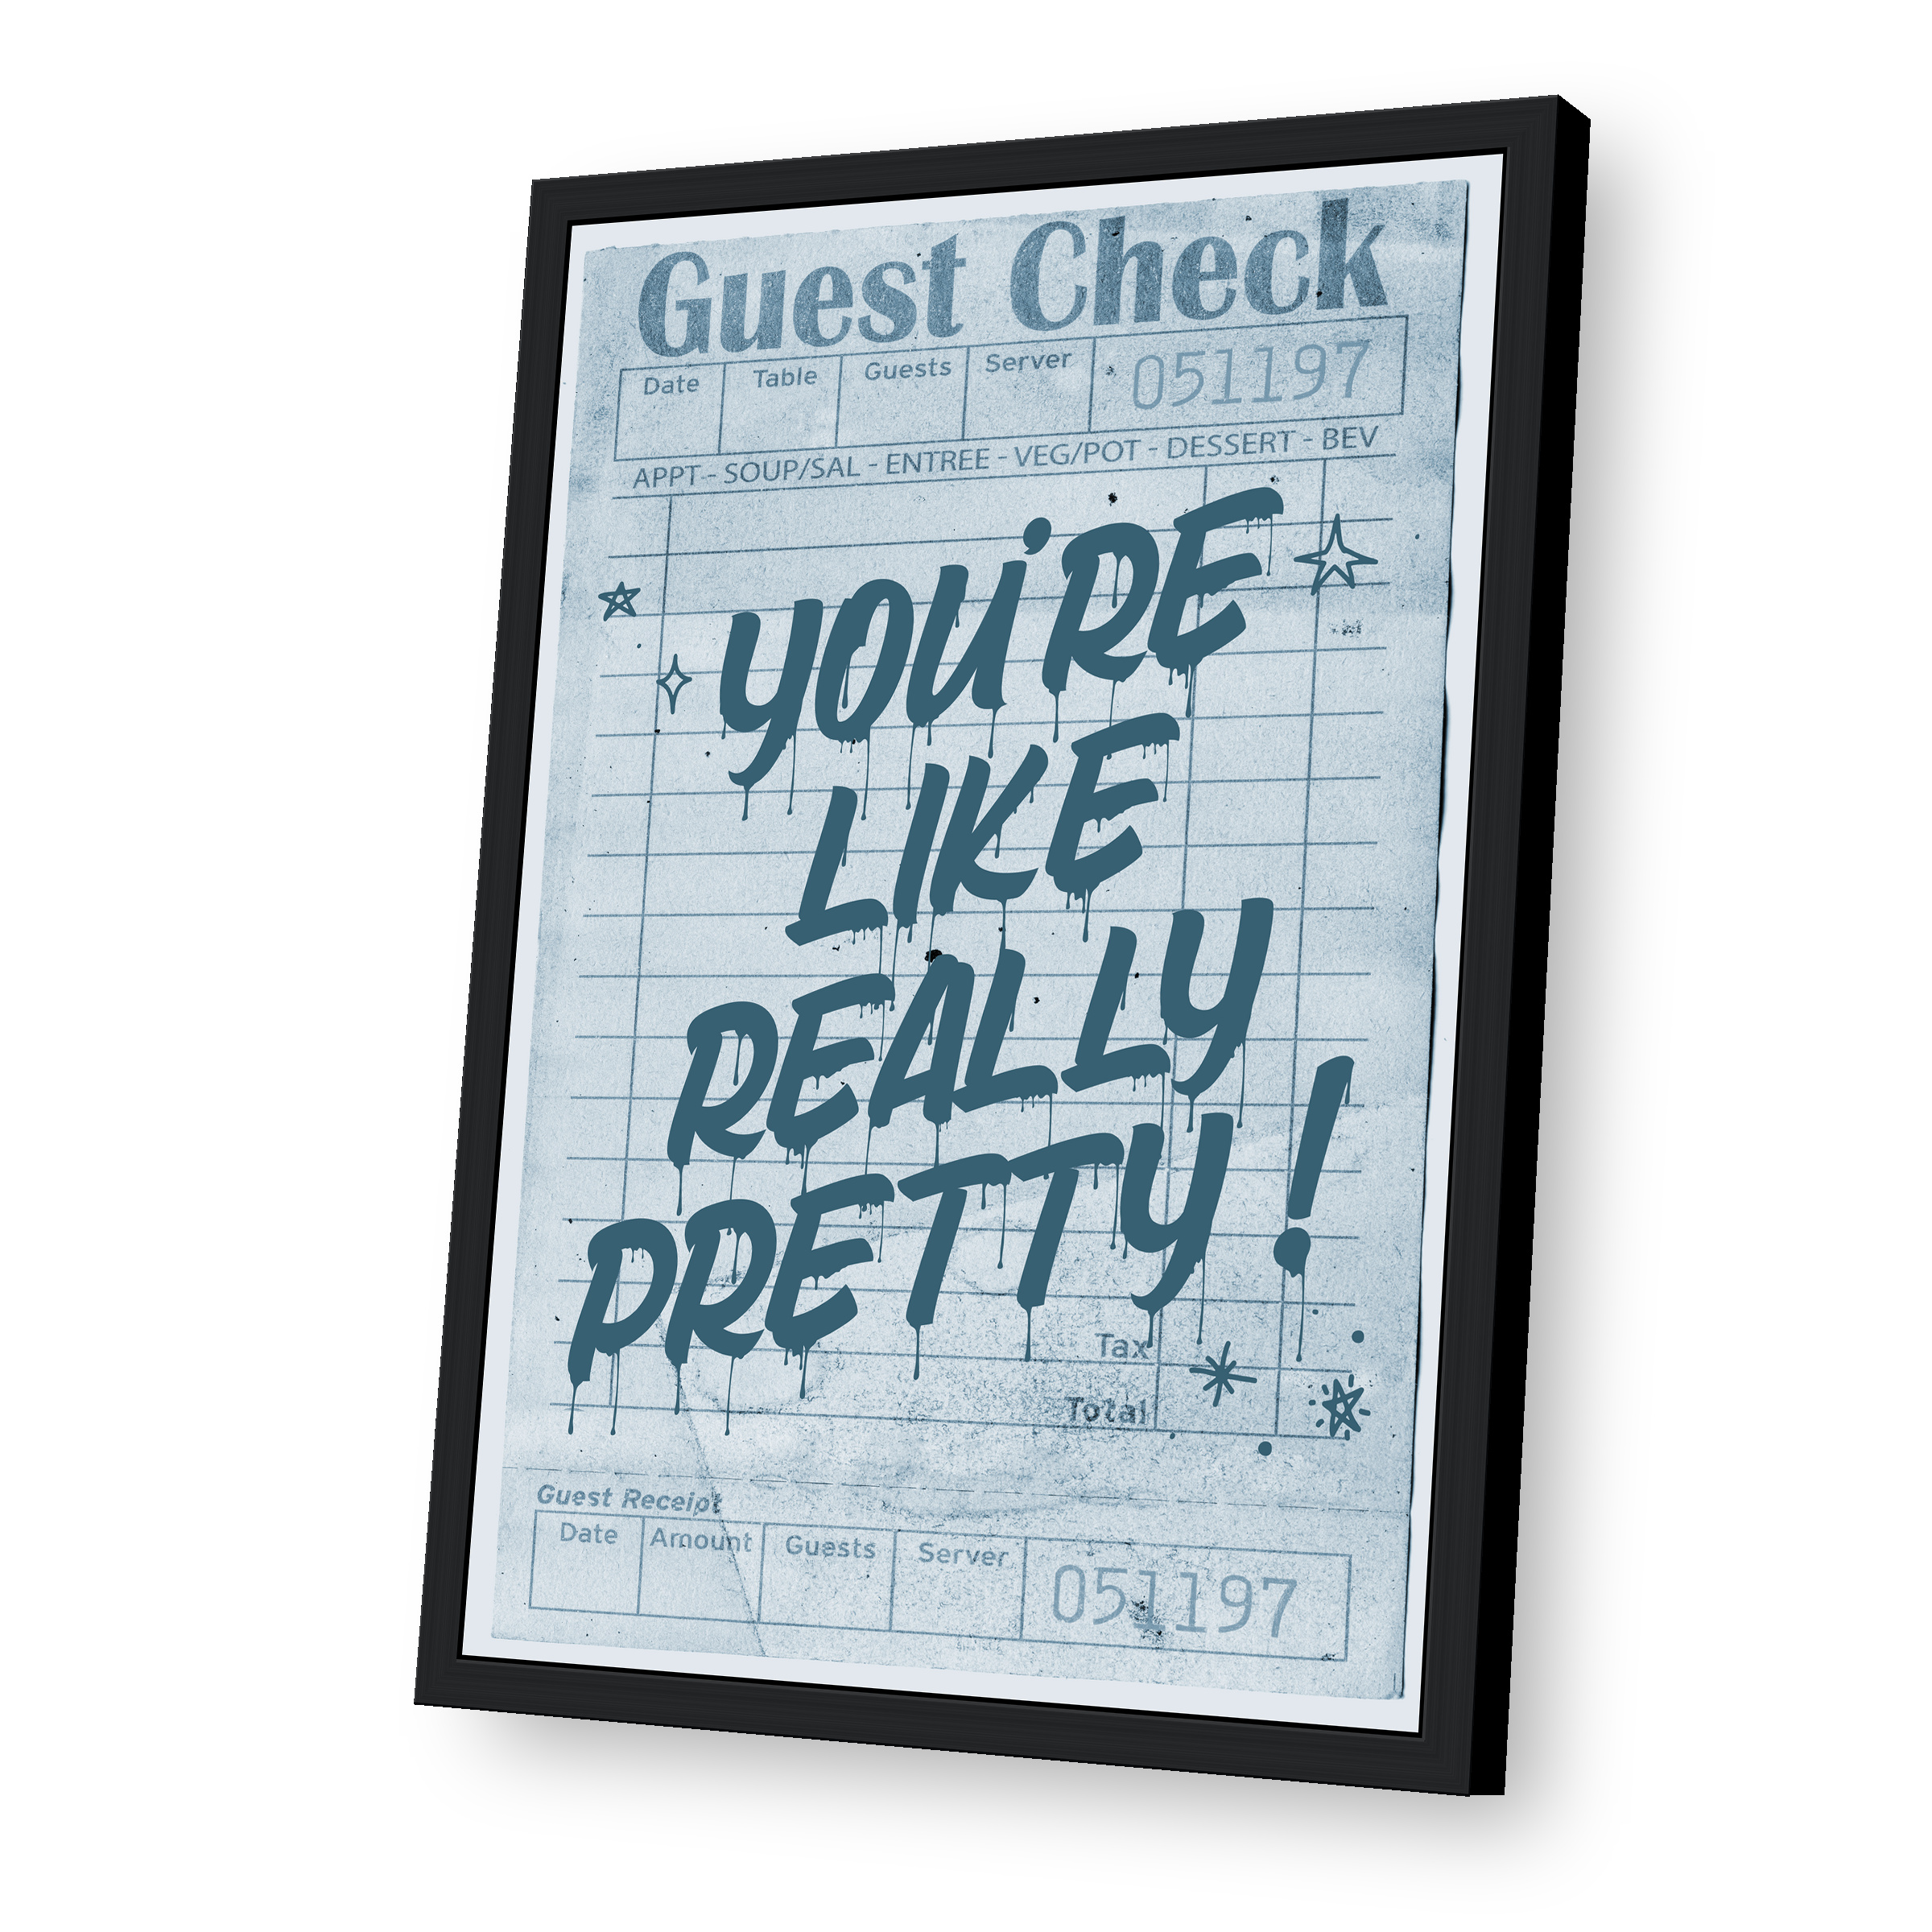 Guest Check
Date Table Guests Server 051197
APPT - SOUP/SAL - ENTREE - VEG/POT - DESSERT - BEV
YOU'RE
LIKE
REALLY
PRETTY!
Tax
Total
Guest Receipt
Date Amount Guests Server 051197